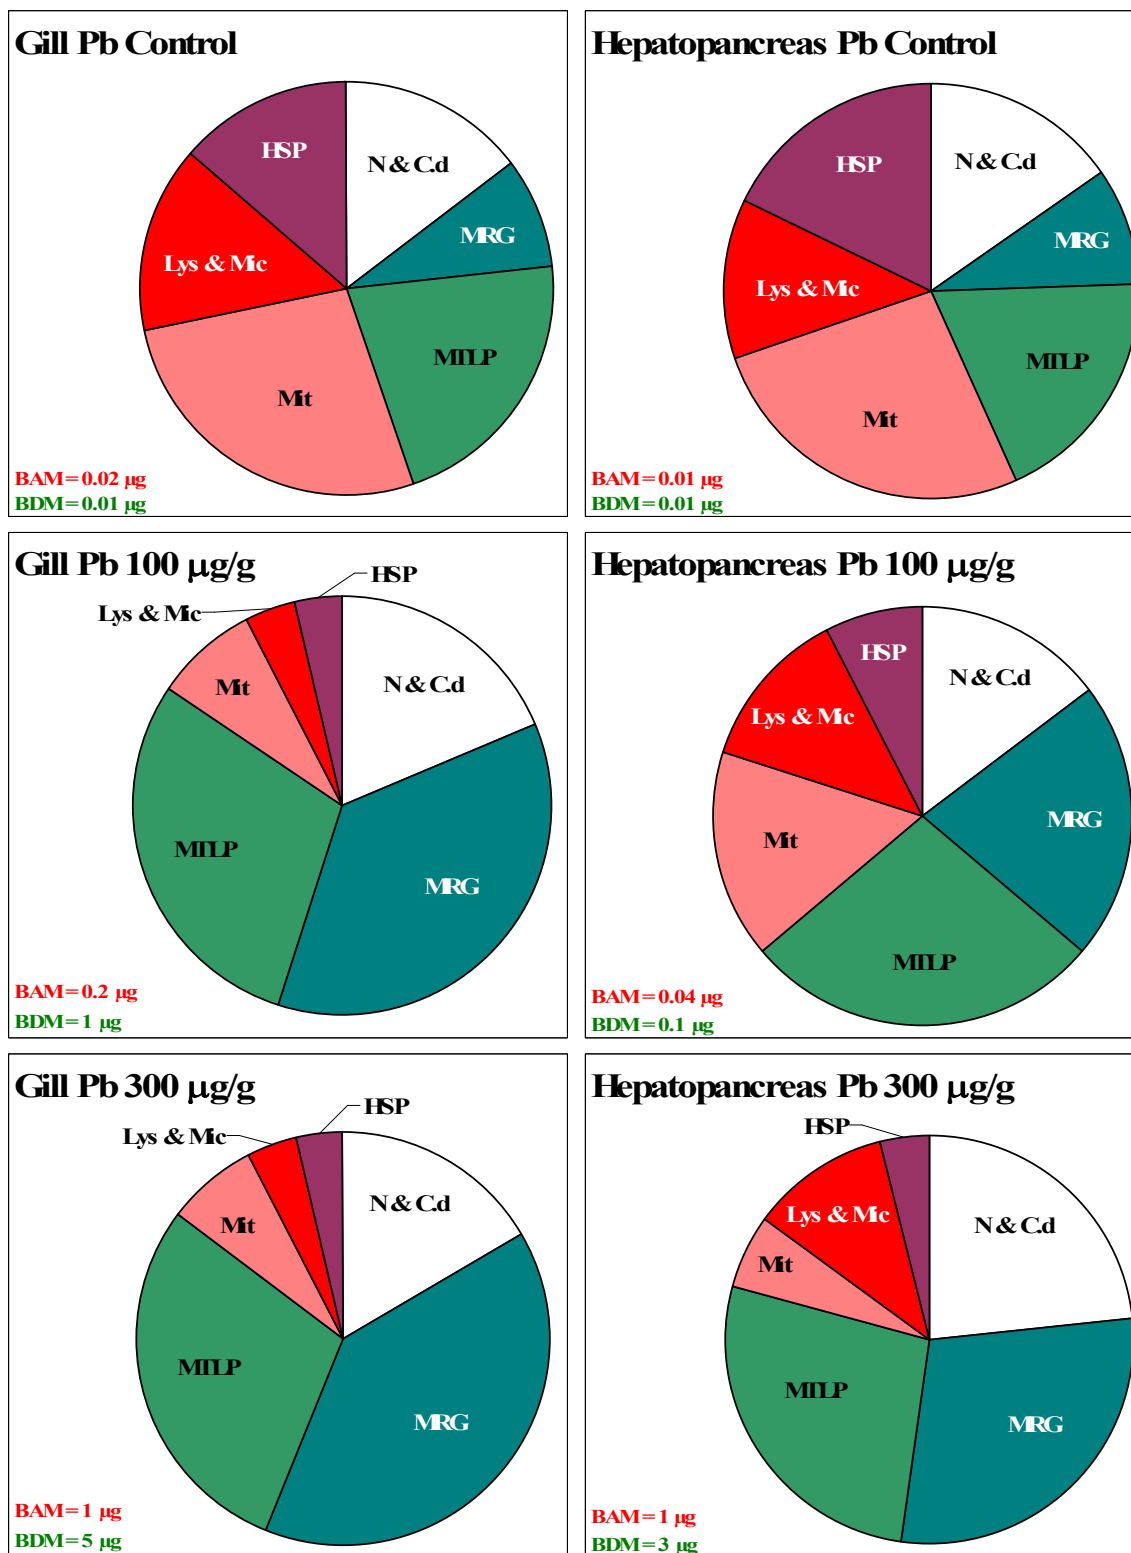 Gill Pb Control
HSP
N & C.d
MRG
Lys & Mic
MTLP
Mit
BAM = 0.02 µg
BDM = 0.01 µg
Hepatopancreas Pb Control
HSP
N & C.d
MRG
Lys & Mic
MTLP
Mit
BAM = 0.01 µg
BDM = 0.01 µg
Gill Pb 100 µg/g
HSP
Lys & Mic
N & C.d
Mit
MTLP
MRG
BAM = 0.2 µg
BDM = 1 µg
Hepatopancreas Pb 100 µg/g
HSP
N & C.d
Lys & Mic
MRG
Mit
MTLP
BAM = 0.04 µg
BDM = 0.1 µg
Gill Pb 300 µg/g
HSP
Lys & Mic
N & C.d
Mit
MTLP
MRG
BAM = 1 µg
BDM = 5 µg
Hepatopancreas Pb 300 µg/g
HSP
N & C.d
Lys & Mic
Mit
MTLP
MRG
BAM = 1 µg
BDM = 3 µg